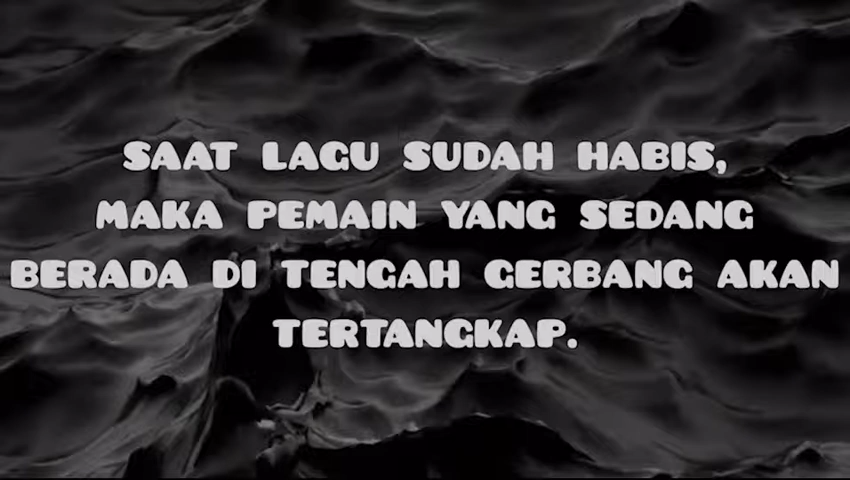 SAAT LAGU SUDAH HABIS,
MAKA PEMAIN YANG SEDANG
BERADA DI TENGAH GERBANG AKAN
TERTANGKAP.